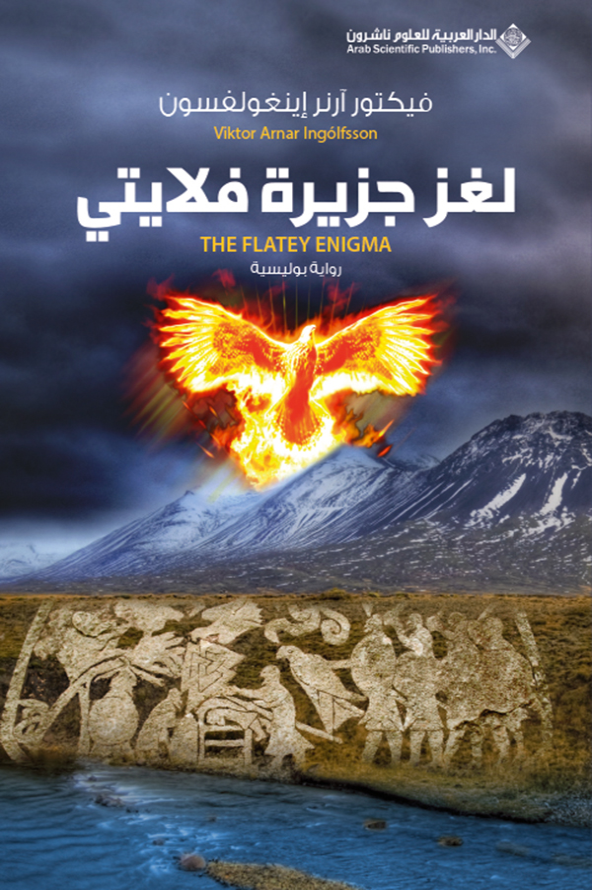 الدار العربية للعلوم ناشرون
Arab Scientific Publishers, Inc.
فيكتور آرنر إينغولفسون
Viktor Arnar Ingólfsson
لغز جزيرة فلايتي
THE FLATEY ENIGMA
رواية بوليسية